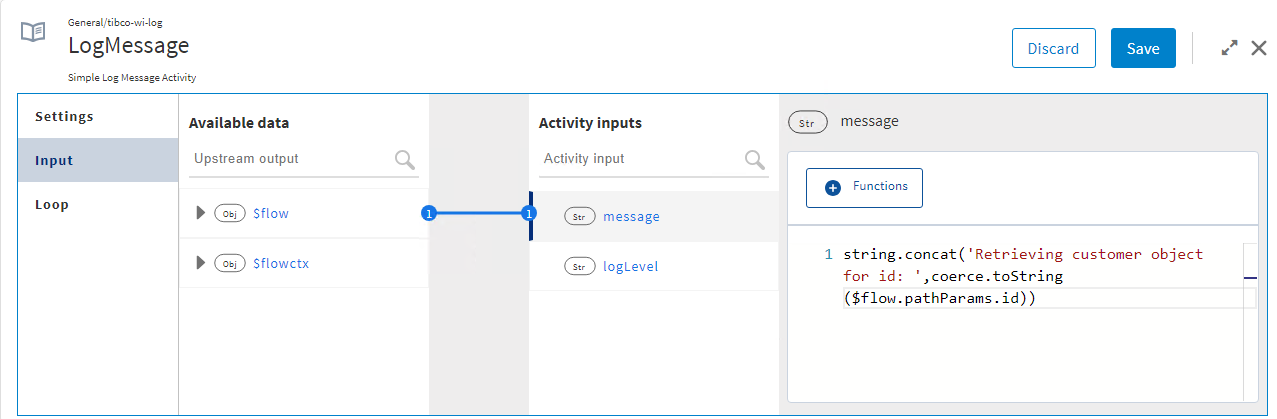 General/tibco-wi-log
LogMessage
Simple Log Message Activity
Discard
Save
Settings
Input
Loop
Available data
Upstream output
Obj $flow
Obj $flowctx
1
1
Activity inputs
Activity input
Str message
Str logLevel
Str message
Functions
1 string.concat('Retrieving customer object
for id: ',coerce.toString
($flow.pathParams.id))